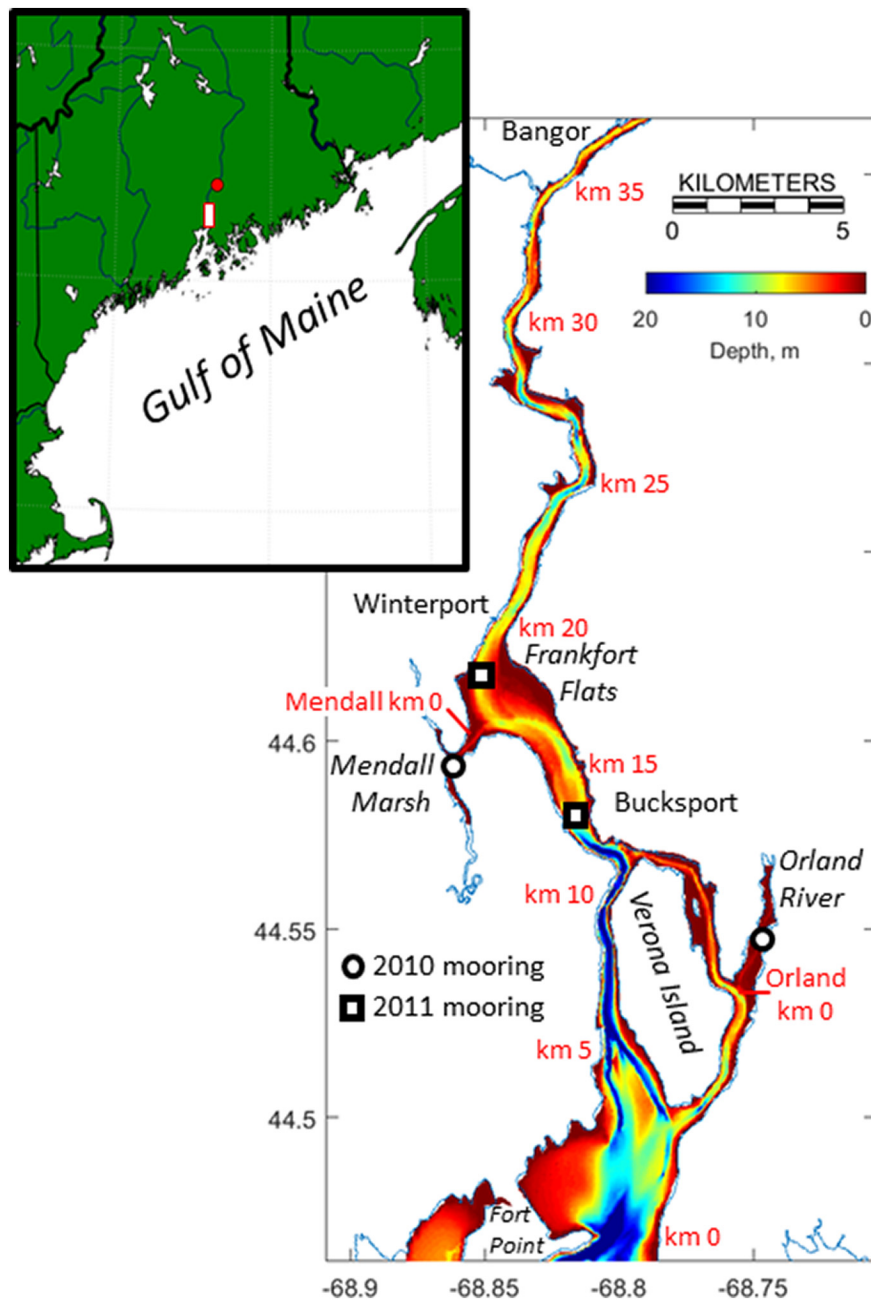 Gulf of Maine
Bangor
km 35
KILOMETERS
0 5
km 30
20 10 0
Depth, m
km 25
Winterport
km 20
Frankfort
Flats
Mendall km 0
44.6
Mendall
Marsh
km 15
Bucksport
Orland
River
km 10
Verona Island
44.55
2010 mooring
2011 mooring
Orland
km 0
km 5
44.5
Fort
Point
km 0
-68.9 -68.85 -68.8 -68.75